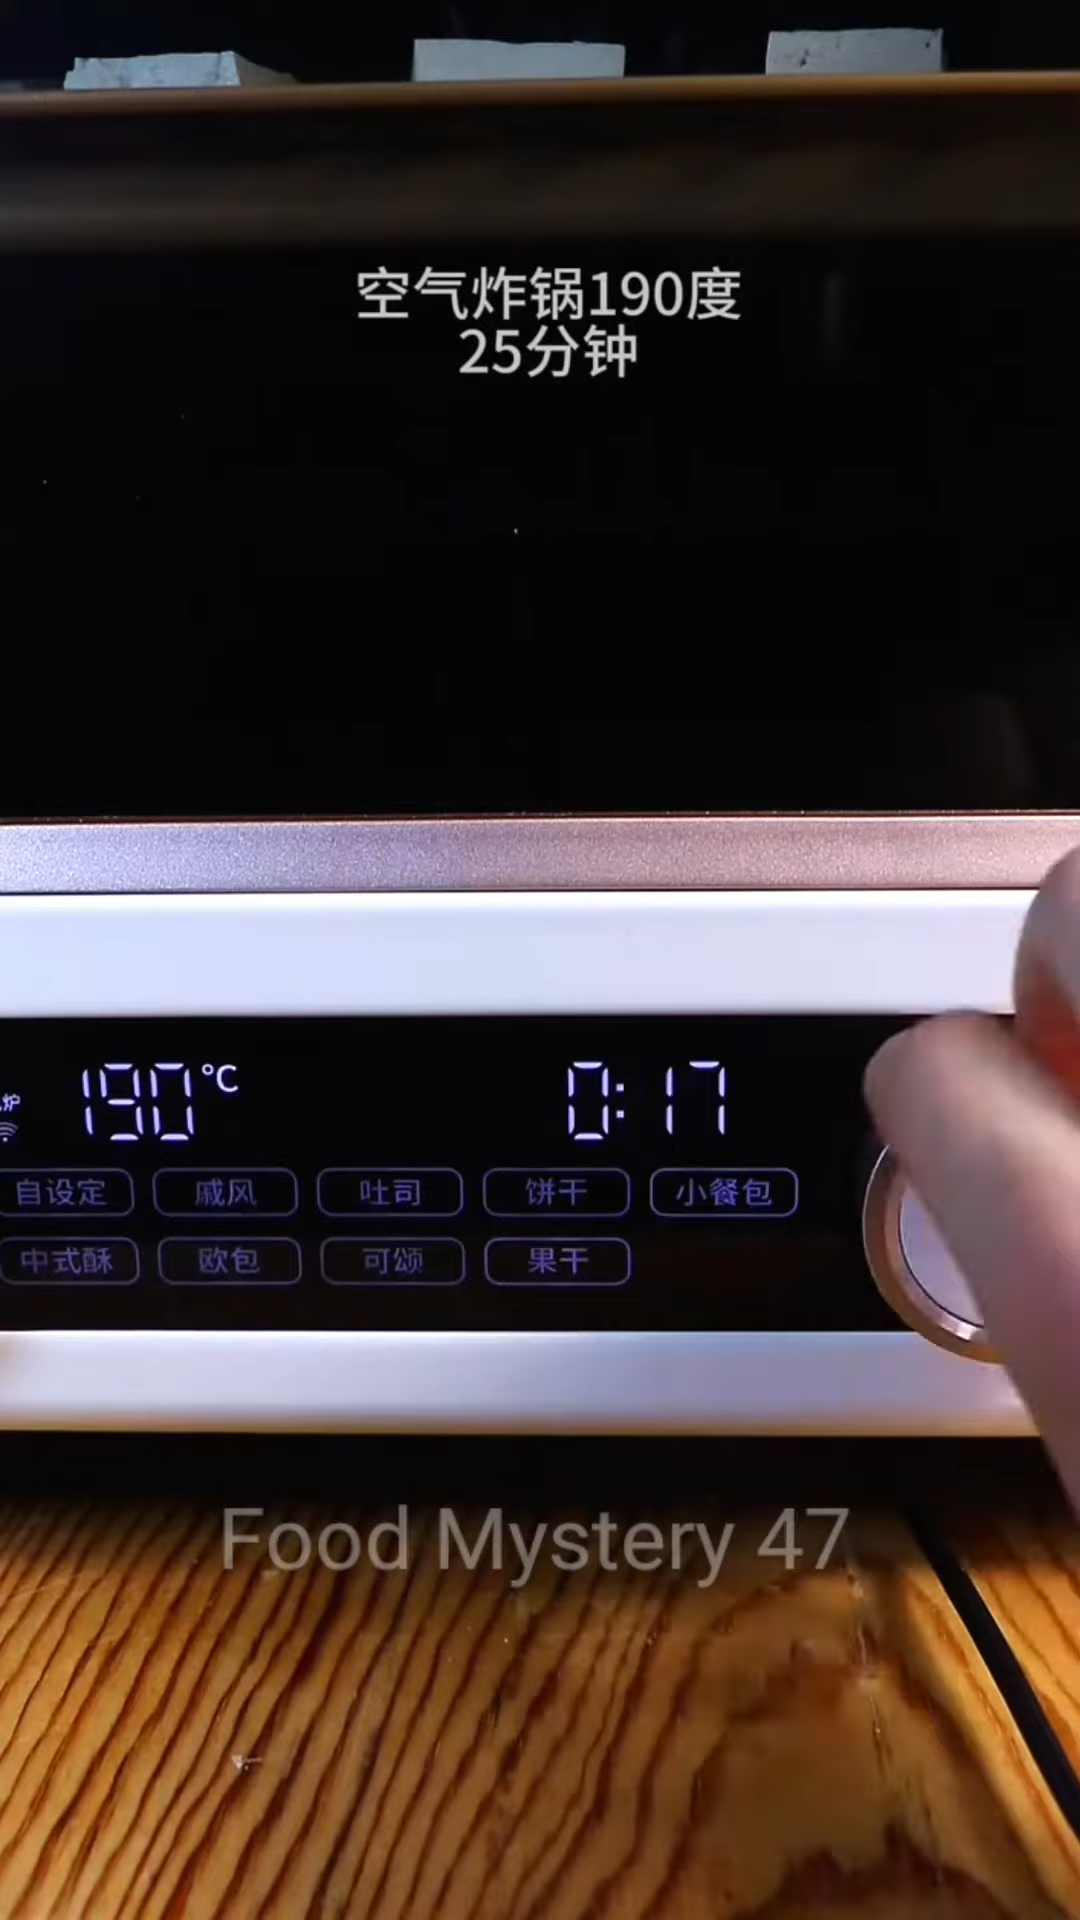 空气炸锅190度
25分钟
190°C
0:17
自设定
戚风
吐司
饼干
小餐包
中式酥
欧包
可颂
果干
Food Mystery 47